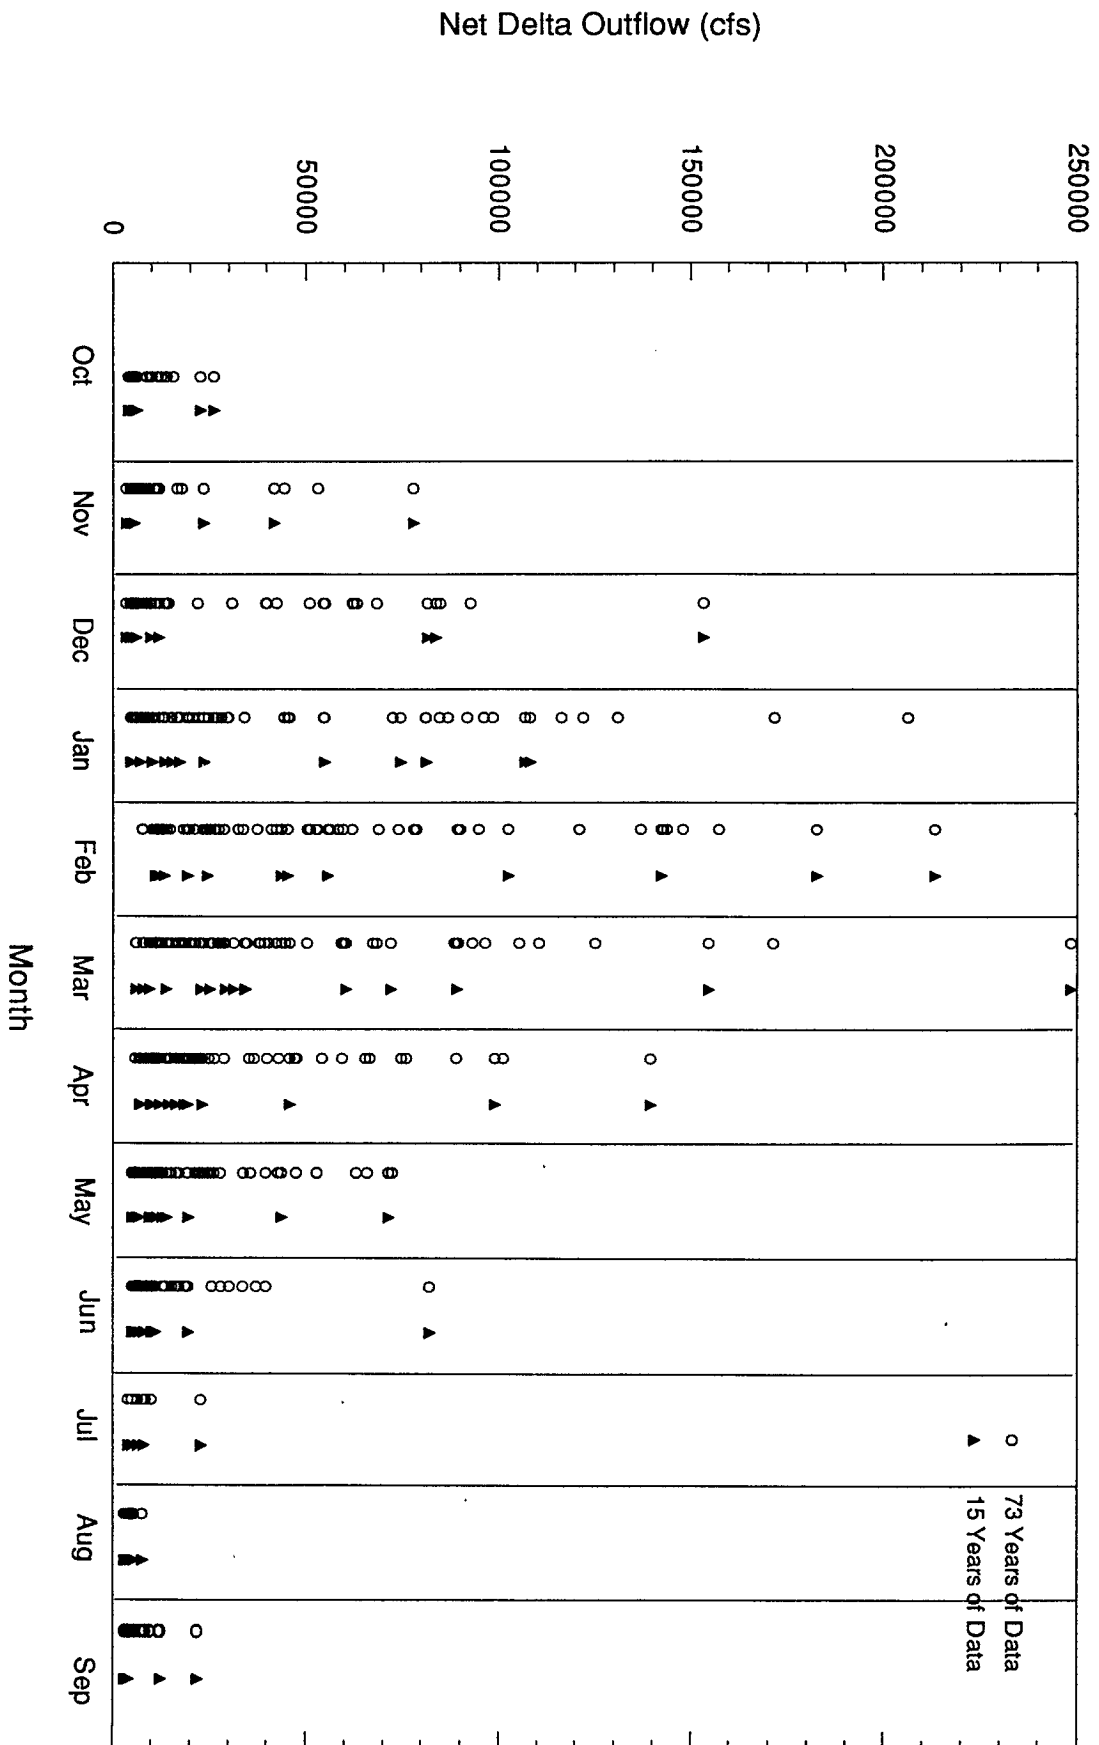 Net Delta Outflow (cfs)
250000
200000
150000
100000
50000
0
73 Years of Data
15 Years of Data
Oct
Nov
Dec
Jan
Feb
Mar
Apr
May
Jun
Jul
Aug
Sep
Month